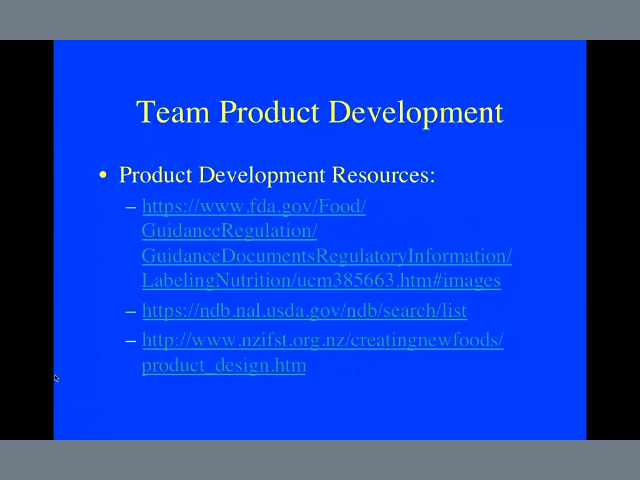 Team Product Development
• Product Development Resources:
– https://www.fda.gov/Food/
GuidanceRegulation/
GuidanceDocumentsRegulatoryInformation/
LabelingNutrition/ucm385663.htm#images
– https://ndb.nal.usda.gov/ndb/search/list
– http://www.nzifst.org.nz/creatingnewfoods/
product_design.htm